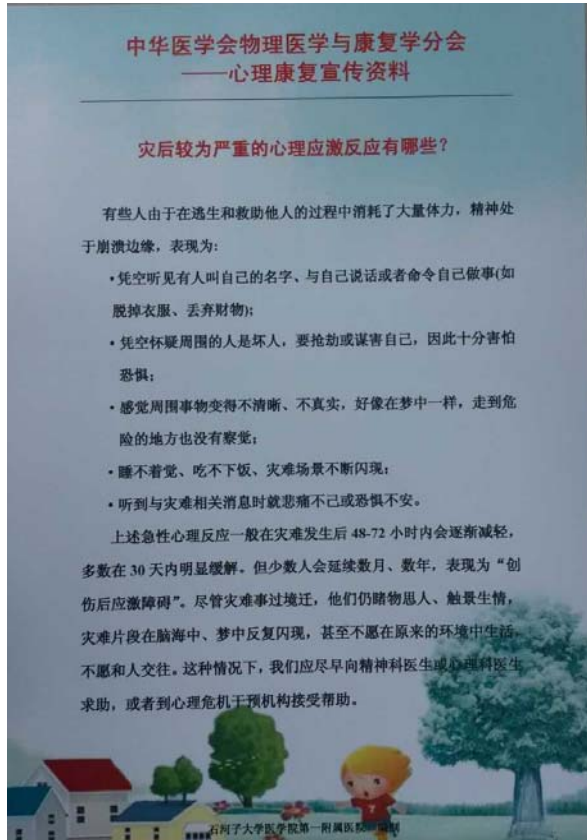 中华医学会物理医学与康复学分会
——心理康复宣传资料
灾后较为严重的心理应激反应有哪些？
有些人由于在逃生和救助他人的过程中消耗了大量体力，精神处
于崩溃边缘，表现为：
·凭空听见有人叫自己的名字、与自己说话或者命令自己做事(如
脱掉衣服、丢弃财物);
·凭空怀疑周围的人是坏人，要抢劫或谋害自己，因此十分害怕
恐惧；
·感觉周围事物变得不清晰、不真实，好像在梦中一样，走到危
险的地方也没有察觉；
·睡不着觉、吃不下饭、灾难场景不断闪现；
·听到与灾难相关消息时就悲痛不已或恐惧不安。
上述急性心理反应一般在灾难发生后 48-72 小时内会逐渐减轻，
多数在 30 天内明显缓解。但少数人会延续数月、数年，表现为“创
伤后应激障碍”。尽管灾难事过境迁，他们仍睹物思人、触景生情，
灾难片段在脑海中、梦中反复闪现，甚至不愿在原来的环境中生活，
不愿和人交往。这种情况下，我们应尽早向精神科医生或心理科医生
求助，或者到心理危机干预机构接受帮助。
石河子大学医学院第一附属医院 编制